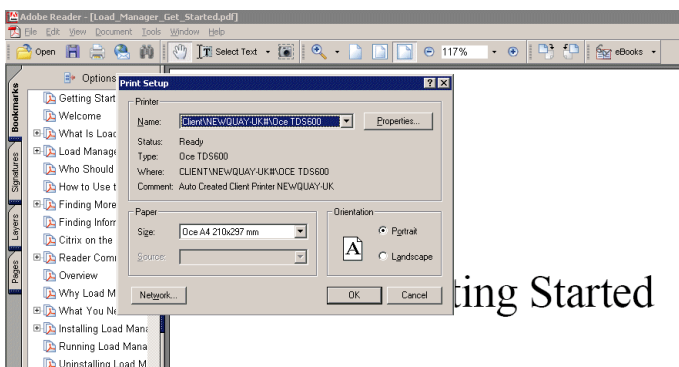 Adobe Reader - [Load_Manager_Get_Started.pdf]
File Edit View Document Tools Window Help
Open Select Text 117% eBooks
Options
Bookmarks
Signatures
Layers
Pages
Getting Start
Welcome
What Is Load
Load Manage
Who Should
How to Use t
Finding More
Finding Inforr
Citrix on the
Reader Comr
Overview
Why Load M
What You Ne
Installing Load Mana
Running Load Mana
Uninstalling Load M
Print Setup
Printer
Name: Client\NEWQUAY-UK#\Oce TDS600 Properties...
Status: Ready
Type: Oce TDS600
Where: CLIENT\NEWQUAY-UK#\OCE TDS600
Comment: Auto Created Client Printer NEWQUAY-UK
Paper
Size: Oce A4 210x297 mm
Source:
Orientation
A
Portrait
Landscape
Network... OK Cancel
ting Started